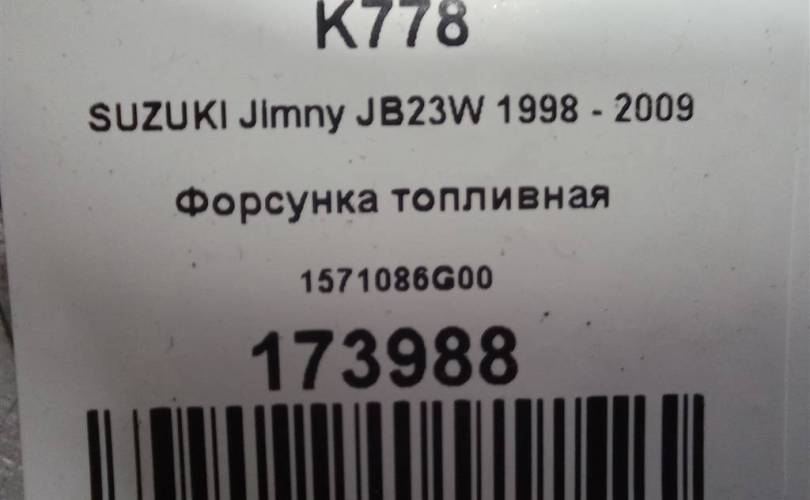 K778
SUZUKI Jimny JB23W 1998 - 2009
Форсунка топливная
1571086G00
173988